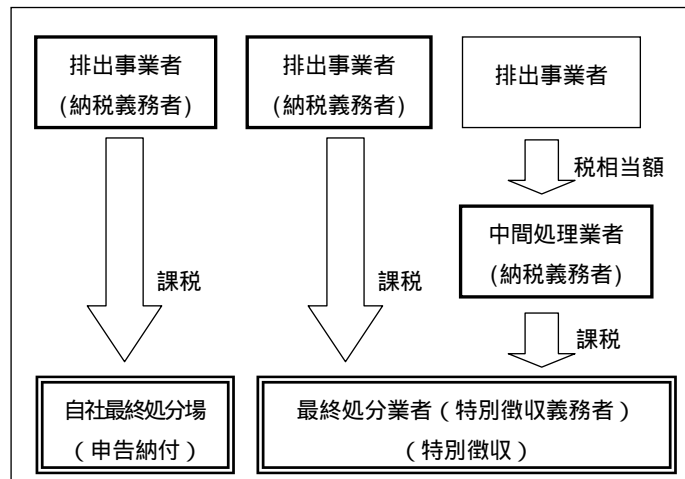 排出事業者
(納税義務者)
排出事業者
(納税義務者)
排出事業者
税相当額
中間処理業者
(納税義務者)
課税
課税
課税
自社最終処分場
（申告納付）
最終処分業者（特別徴収義務者）
（特別徴収）